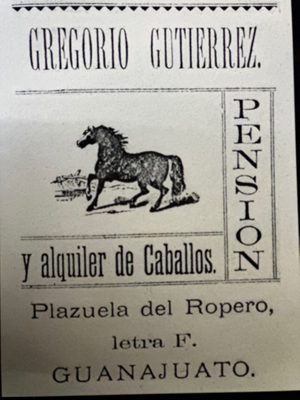 GREGORIO GUTIERREZ.
PENSION
y alquiler de Caballos.
Plazuela del Ropero,
letra F.
GUANAJUATO.